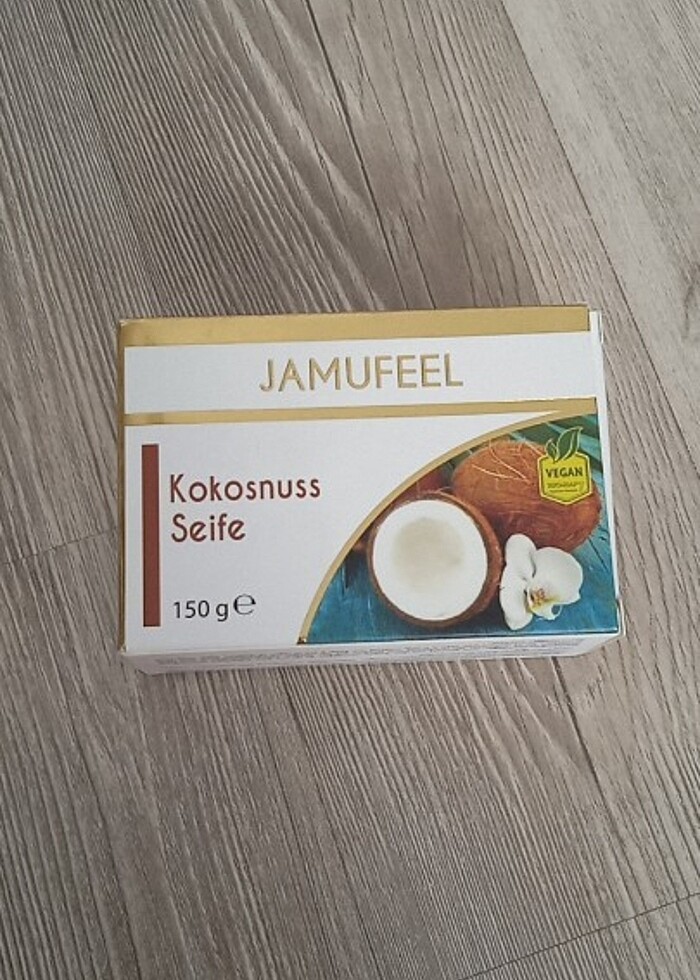 JAMUFEEL
Kokosnuss
Seife
150 g ℮
VEGAN